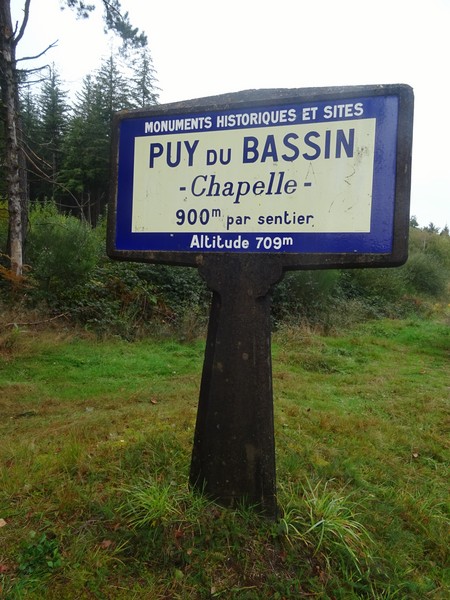 MONUMENTS HISTORIQUES ET SITES
PUY DU BASSIN
- Chapelle -
900m par sentier
Altitude 709m